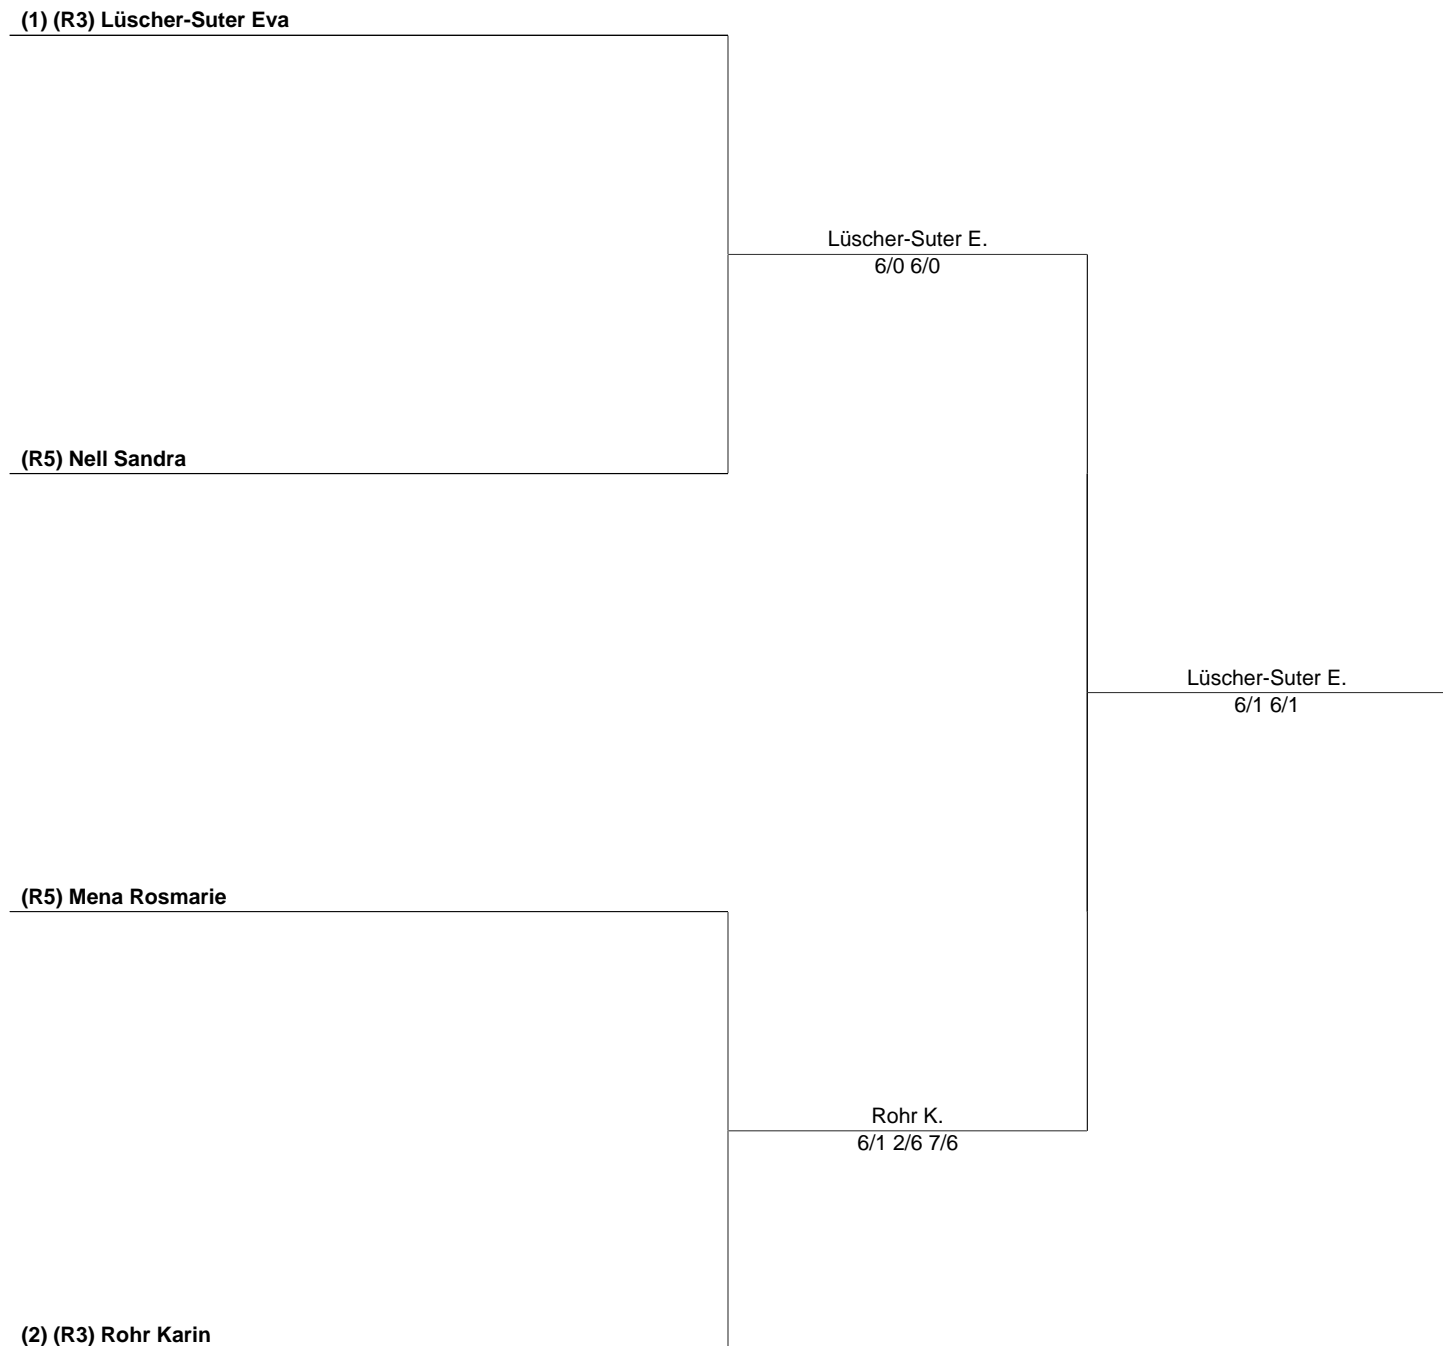 (1) (R3) Lüscher-Suter Eva
Lüscher-Suter E.
6/0 6/0
(R5) Nell Sandra
Lüscher-Suter E.
6/1 6/1
(R5) Mena Rosmarie
Rohr K.
6/1 2/6 7/6
(2) (R3) Rohr Karin